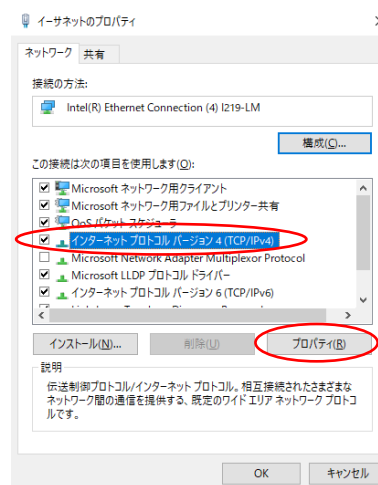 イーサネットのプロパティ
ネットワーク 共有
接続の方法:
Intel(R) Ethernet Connection (4) I219-LM
構成(C)...
この接続は次の項目を使用します(O):
Microsoft ネットワーク用クライアント
Microsoft ネットワーク用ファイルとプリンター共有
QoS パケット スケジューラ
インターネット プロトコル バージョン 4 (TCP/IPv4)
Microsoft Network Adapter Multiplexor Protocol
Microsoft LLDP プロトコル ドライバー
インターネット プロトコル バージョン 6 (TCP/IPv6)
インストール(N)... 削除(U) プロパティ(R)
説明
伝送制御プロトコル/インターネット プロトコル。相互接続されたさまざまな
ネットワーク間の通信を提供する、既定のワイド エリア ネットワーク プロトコ
ルです。
OK キャンセル